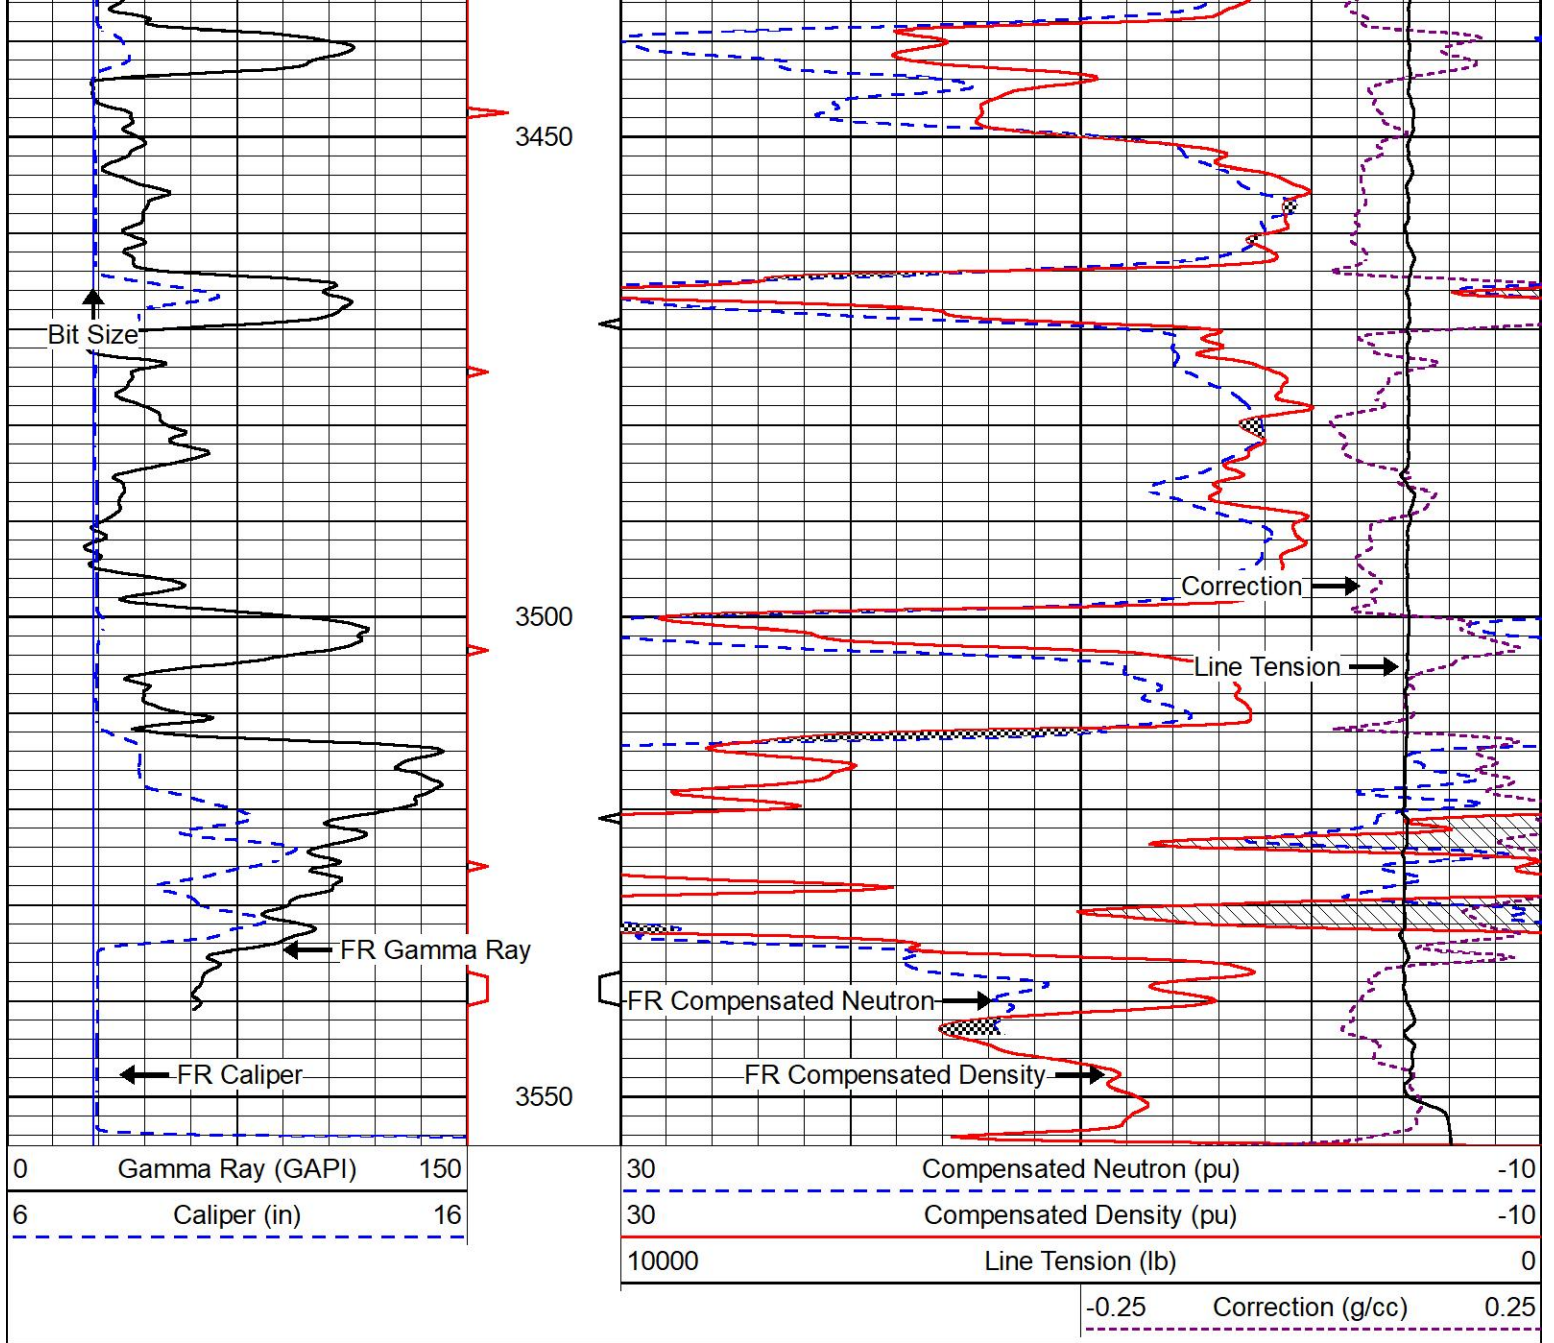 3450
Bit Size
Correction
3500
Line Tension
FR Gamma Ray
FR Compensated Neutron
FR Caliper
FR Compensated Density
3550
0 Gamma Ray (GAPI) 150
30 Compensated Neutron (pu) -10
6 Caliper (in) 16
30 Compensated Density (pu) -10
10000 Line Tension (lb) 0
-0.25 Correction (g/cc) 0.25